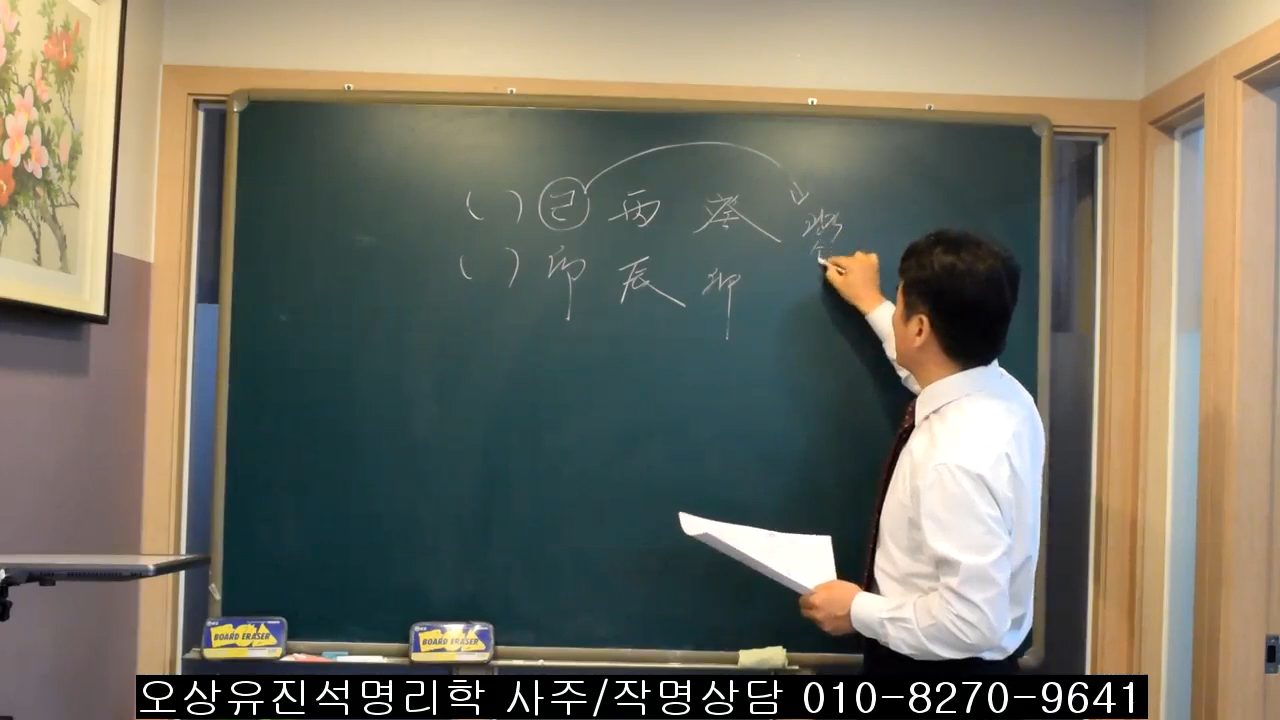 ( ) 己 丙 癸
( ) 卯 辰 卯
BOARD ERASER
BOARD ERASER
오상유진석명리학 사주/작명상담 010-8270-9641